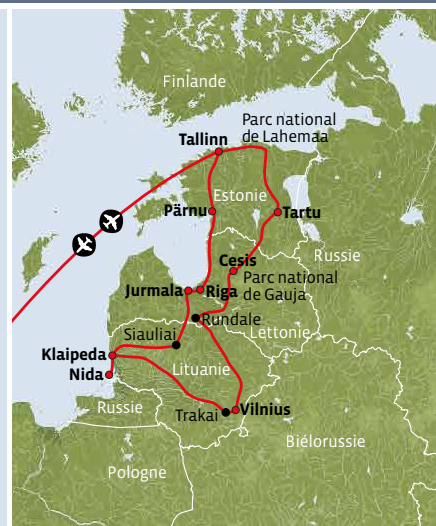 Finlande
Parc national
de Lahemaa
Tallinn
Estonie
Pärnu
Tartu
Russie
Cesis
Parc national
de Gauja
Jurmala
Riga
Rundale
Lettonie
Siauliai
Klaipeda
Lituanie
Nida
Russie
Trakai
Vilnius
Biélorussie
Pologne